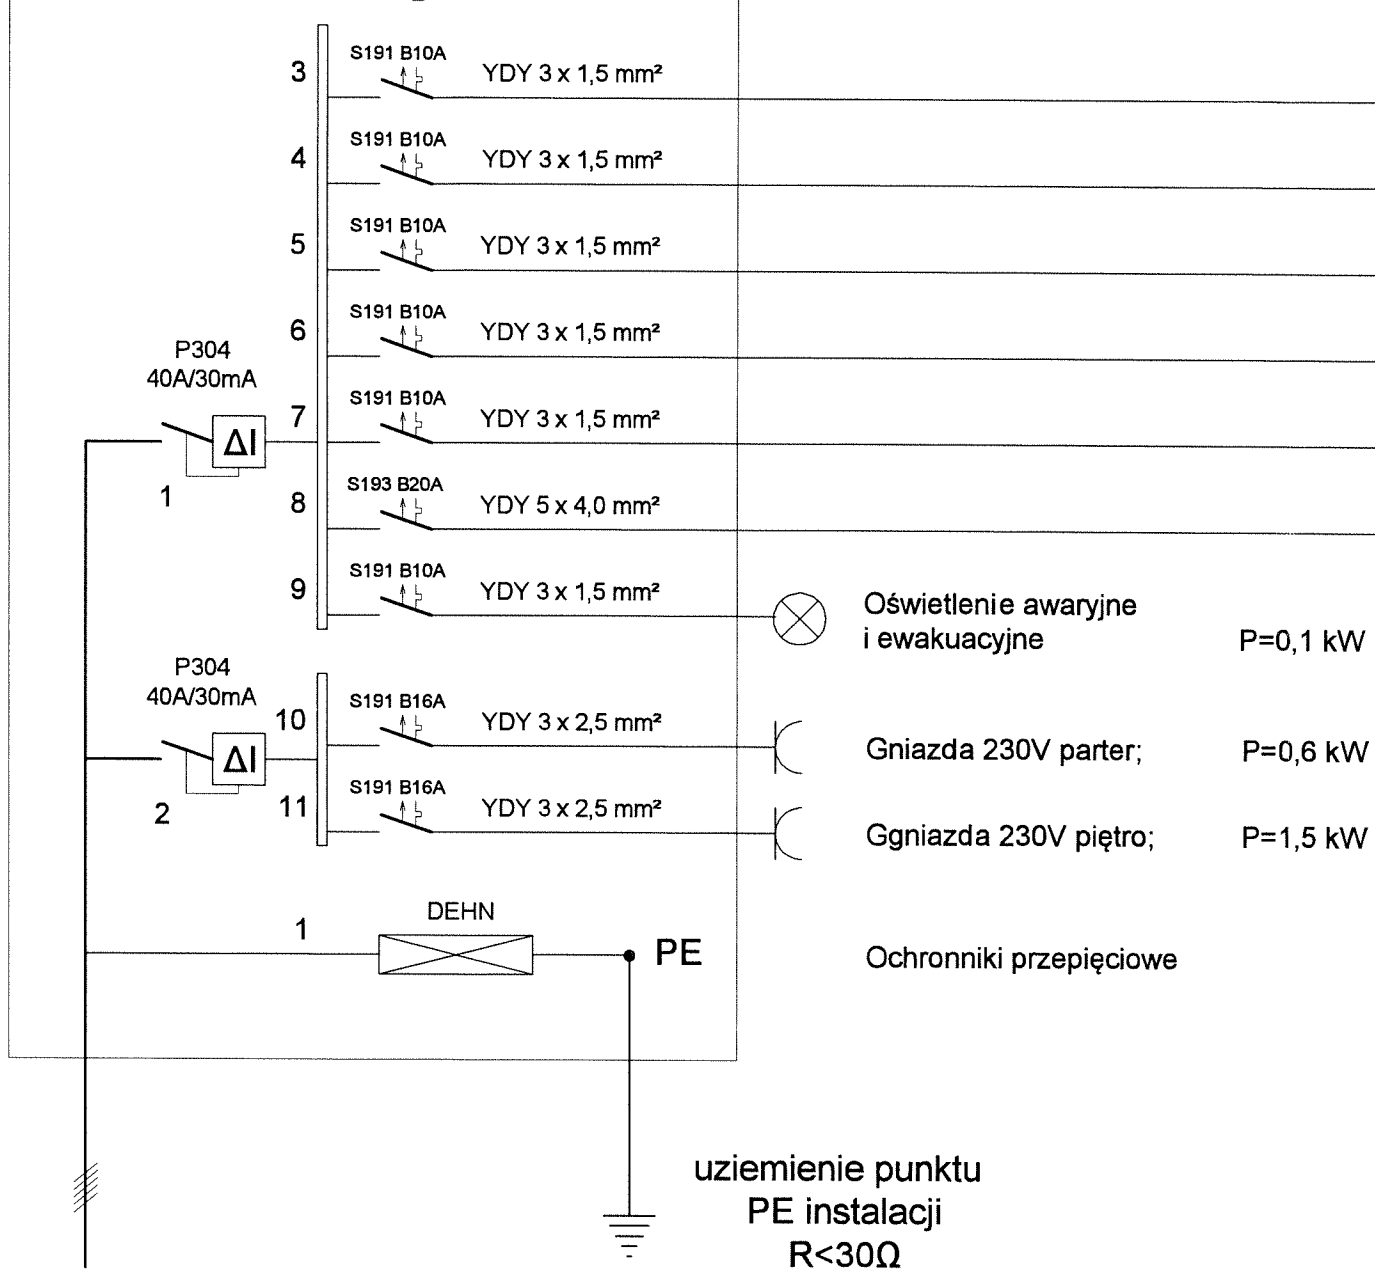 3
S191 B10A
YDY 3 x 1,5 mm²
4
S191 B10A
YDY 3 x 1,5 mm²
5
S191 B10A
YDY 3 x 1,5 mm²
6
S191 B10A
YDY 3 x 1,5 mm²
P304
40A/30mA
ΔI
1
7
S191 B10A
YDY 3 x 1,5 mm²
8
S193 B20A
YDY 5 x 4,0 mm²
9
S191 B10A
YDY 3 x 1,5 mm²
Oświetlenie awaryjne
i ewakuacyjne P=0,1 kW
P304
40A/30mA
ΔI
2
10
S191 B16A
YDY 3 x 2,5 mm²
Gniazda 230V parter; P=0,6 kW
11
S191 B16A
YDY 3 x 2,5 mm²
Ggniazda 230V piętro; P=1,5 kW
1
DEHN
PE
Ochronniki przepięciowe
uziemienie punktu
PE instalacji
R<30Ω